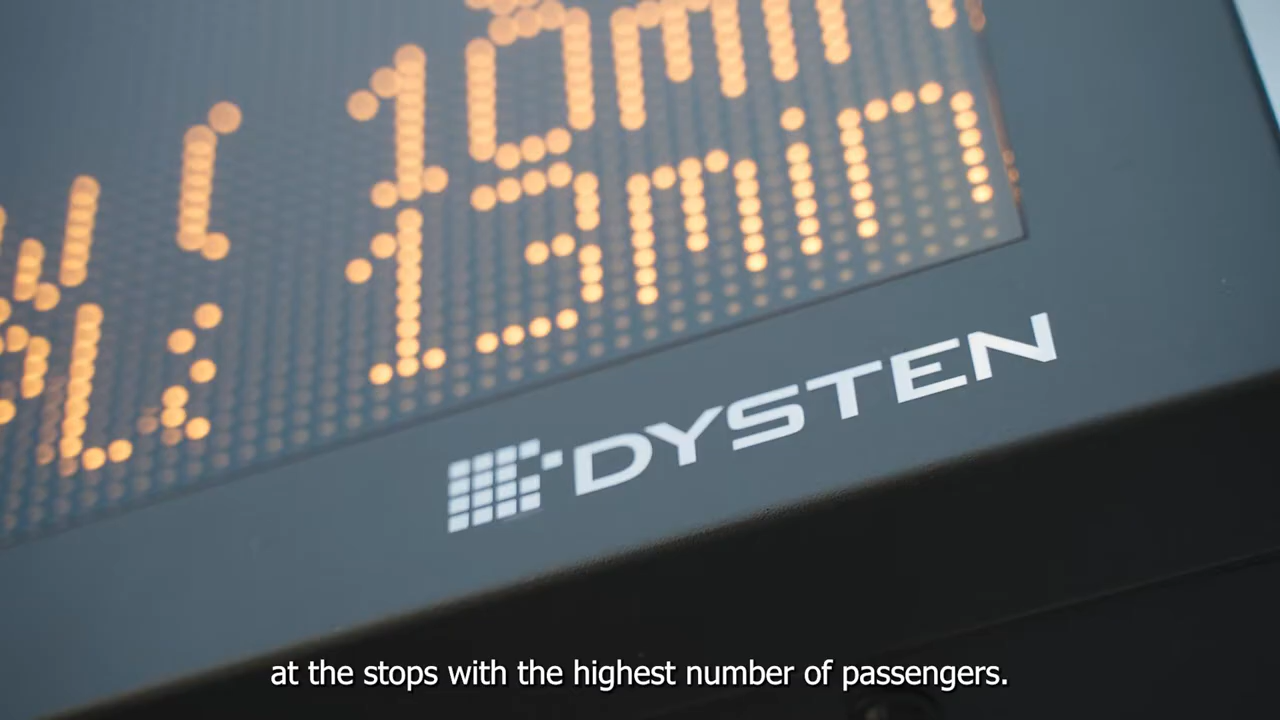 10min
13min
DYSTEN
at the stops with the highest number of passengers.